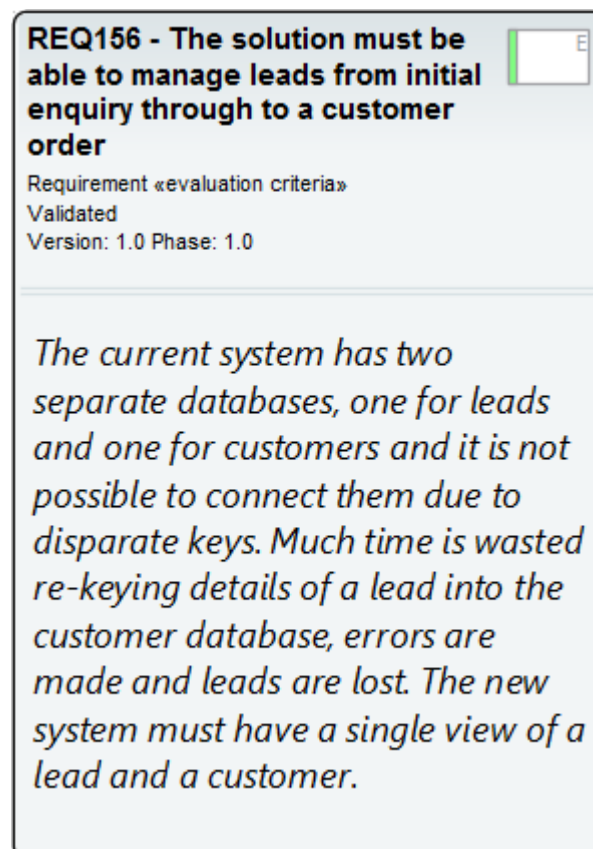 REQ156 - The solution must be
able to manage leads from initial
enquiry through to a customer
order
E
Requirement «evaluation criteria»
Validated
Version: 1.0 Phase: 1.0
The current system has two
separate databases, one for leads
and one for customers and it is not
possible to connect them due to
disparate keys. Much time is wasted
re-keying details of a lead into the
customer database, errors are
made and leads are lost. The new
system must have a single view of a
lead and a customer.